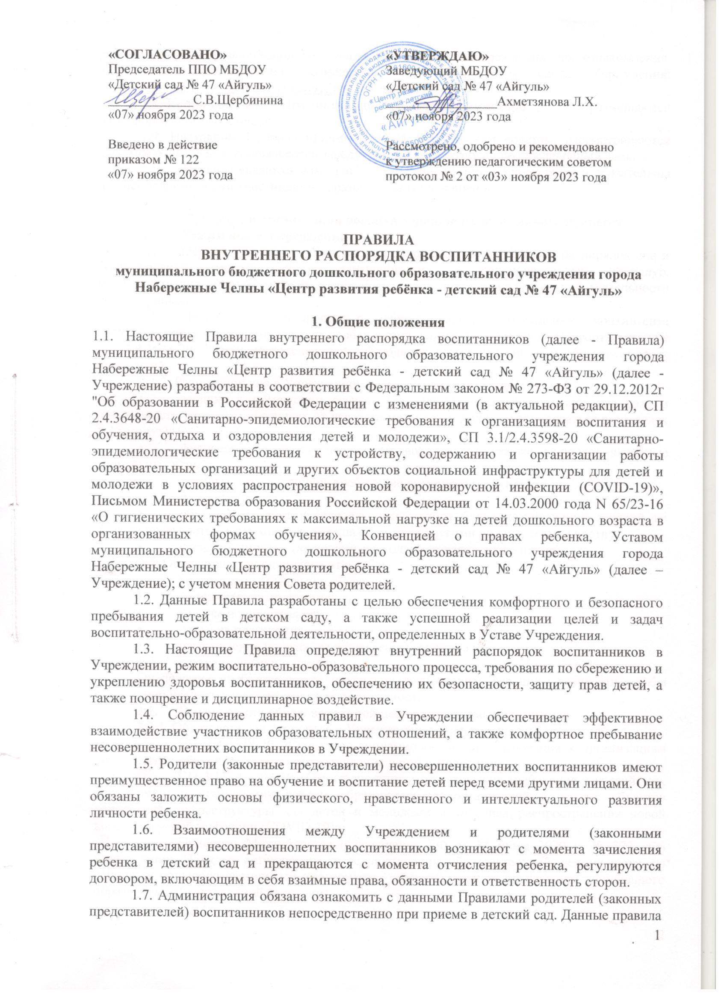 «СОГЛАСОВАНО»
Председатель ППО МБДОУ
«Детский сад № 47 «Айгуль»
С.В.Щербинина
«07» ноября 2023 года
Введено в действие
приказом № 122
«07» ноября 2023 года
«УТВЕРЖДАЮ»
Заведующий МБДОУ
«Детский сад № 47 «Айгуль»
Ахметзянова Л.Х.
«07» ноября 2023 года
Рассмотрено, одобрено и рекомендовано
к утверждению педагогическим советом
протокол № 2 от «03» ноября 2023 года
«Центр развития
ребенка-детский
сад №47
«Айгуль»
ИНН 1650085821
ПРАВИЛА
ВНУТРЕННЕГО РАСПОРЯДКА ВОСПИТАННИКОВ
муниципального бюджетного дошкольного образовательного учреждения города
Набережные Челны «Центр развития ребёнка - детский сад № 47 «Айгуль»
1. Общие положения
1.1. Настоящие Правила внутреннего распорядка воспитанников (далее - Правила)
муниципального бюджетного дошкольного образовательного учреждения города
Набережные Челны «Центр развития ребёнка - детский сад № 47 «Айгуль» (далее -
Учреждение) разработаны в соответствии с Федеральным законом № 273-ФЗ от 29.12.2012г
"Об образовании в Российской Федерации с изменениями (в актуальной редакции), СП
2.4.3648-20 «Санитарно-эпидемиологические требования к организациям воспитания и
обучения, отдыха и оздоровления детей и молодежи», СП 3.1/2.4.3598-20 «Санитарно-
эпидемиологические требования к устройству, содержанию и организации работы
образовательных организаций и других объектов социальной инфраструктуры для детей и
молодежи в условиях распространения новой коронавирусной инфекции (COVID-19)»,
Письмом Министерства образования Российской Федерации от 14.03.2000 года N 65/23-16
«О гигиенических требованиях к максимальной нагрузке на детей дошкольного возраста в
организованных формах обучения», Конвенцией о правах ребенка, Уставом
муниципального бюджетного дошкольного образовательного учреждения города
Набережные Челны «Центр развития ребёнка - детский сад № 47 «Айгуль» (далее –
Учреждение); с учетом мнения Совета родителей.
1.2. Данные Правила разработаны с целью обеспечения комфортного и безопасного
пребывания детей в детском саду, а также успешной реализации целей и задач
воспитательно-образовательной деятельности, определенных в Уставе Учреждения.
1.3. Настоящие Правила определяют внутренний распорядок воспитанников в
Учреждении, режим воспитательно-образовательного процесса, требования по сбережению и
укреплению здоровья воспитанников, обеспечению их безопасности, защиту прав детей, а
также поощрение и дисциплинарное воздействие.
1.4. Соблюдение данных правил в Учреждении обеспечивает эффективное
взаимодействие участников образовательных отношений, а также комфортное пребывание
несовершеннолетних воспитанников в Учреждении.
1.5. Родители (законные представители) несовершеннолетних воспитанников имеют
преимущественное право на обучение и воспитание детей перед всеми другими лицами. Они
обязаны заложить основы физического, нравственного и интеллектуального развития
личности ребенка.
1.6. Взаимоотношения между Учреждением и родителями (законными
представителями) несовершеннолетних воспитанников возникают с момента зачисления
ребенка в детский сад и прекращаются с момента отчисления ребенка, регулируются
договором, включающим в себя взаимные права, обязанности и ответственность сторон.
1.7. Администрация обязана ознакомить с данными Правилами родителей (законных
представителей) воспитанников непосредственно при приеме в детский сад. Данные правила
1